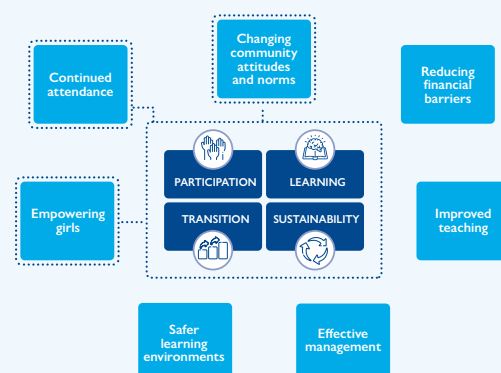 Changing
community
attitudes
and norms
Continued
attendance
Reducing
financial
barriers
PARTICIPATION
LEARNING
TRANSITION
SUSTAINABILITY
Empowering
girls
Improved
teaching
Safer
learning
environments
Effective
management